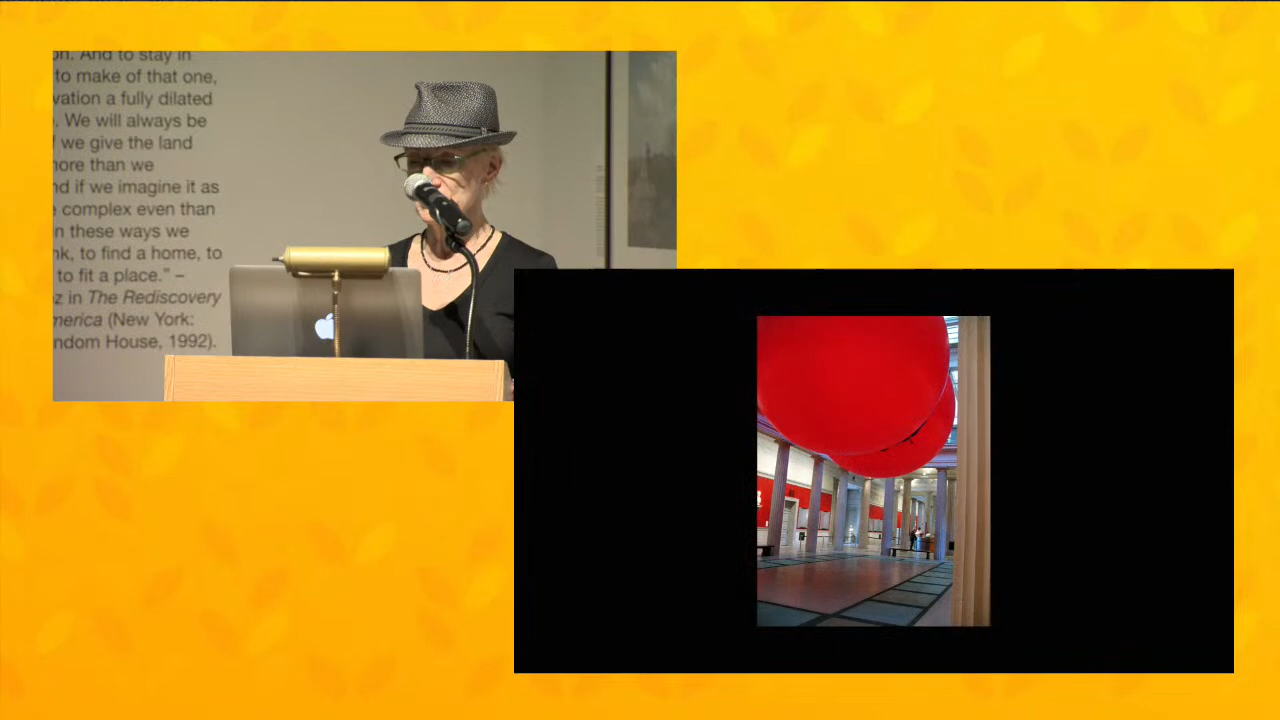 on. And to stay in
to make of that one,
vation a fully dilated
. We will always be
f we give the land
ore than we
nd if we imagine it as
complex even than
n these ways we
nk, to find a home, to
to fit a place.” –
z in The Rediscovery
merica (New York:
ndom House, 1992).